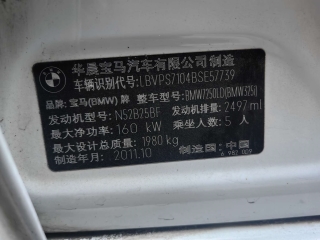 华晨宝马汽车有限公司制造
车辆识别代号: LBVPS7104BSE57739
品牌: 宝马(BMW)牌 整车型号: BMW7250LD(BMW325i)
发动机型号: N52B25BF 发动机排量: 2497 ml
最大净功率: 160 kW 乘坐人数: 5 人
最大设计总质量: 1980 kg
制造年月: 2011.10 制造国: 中国